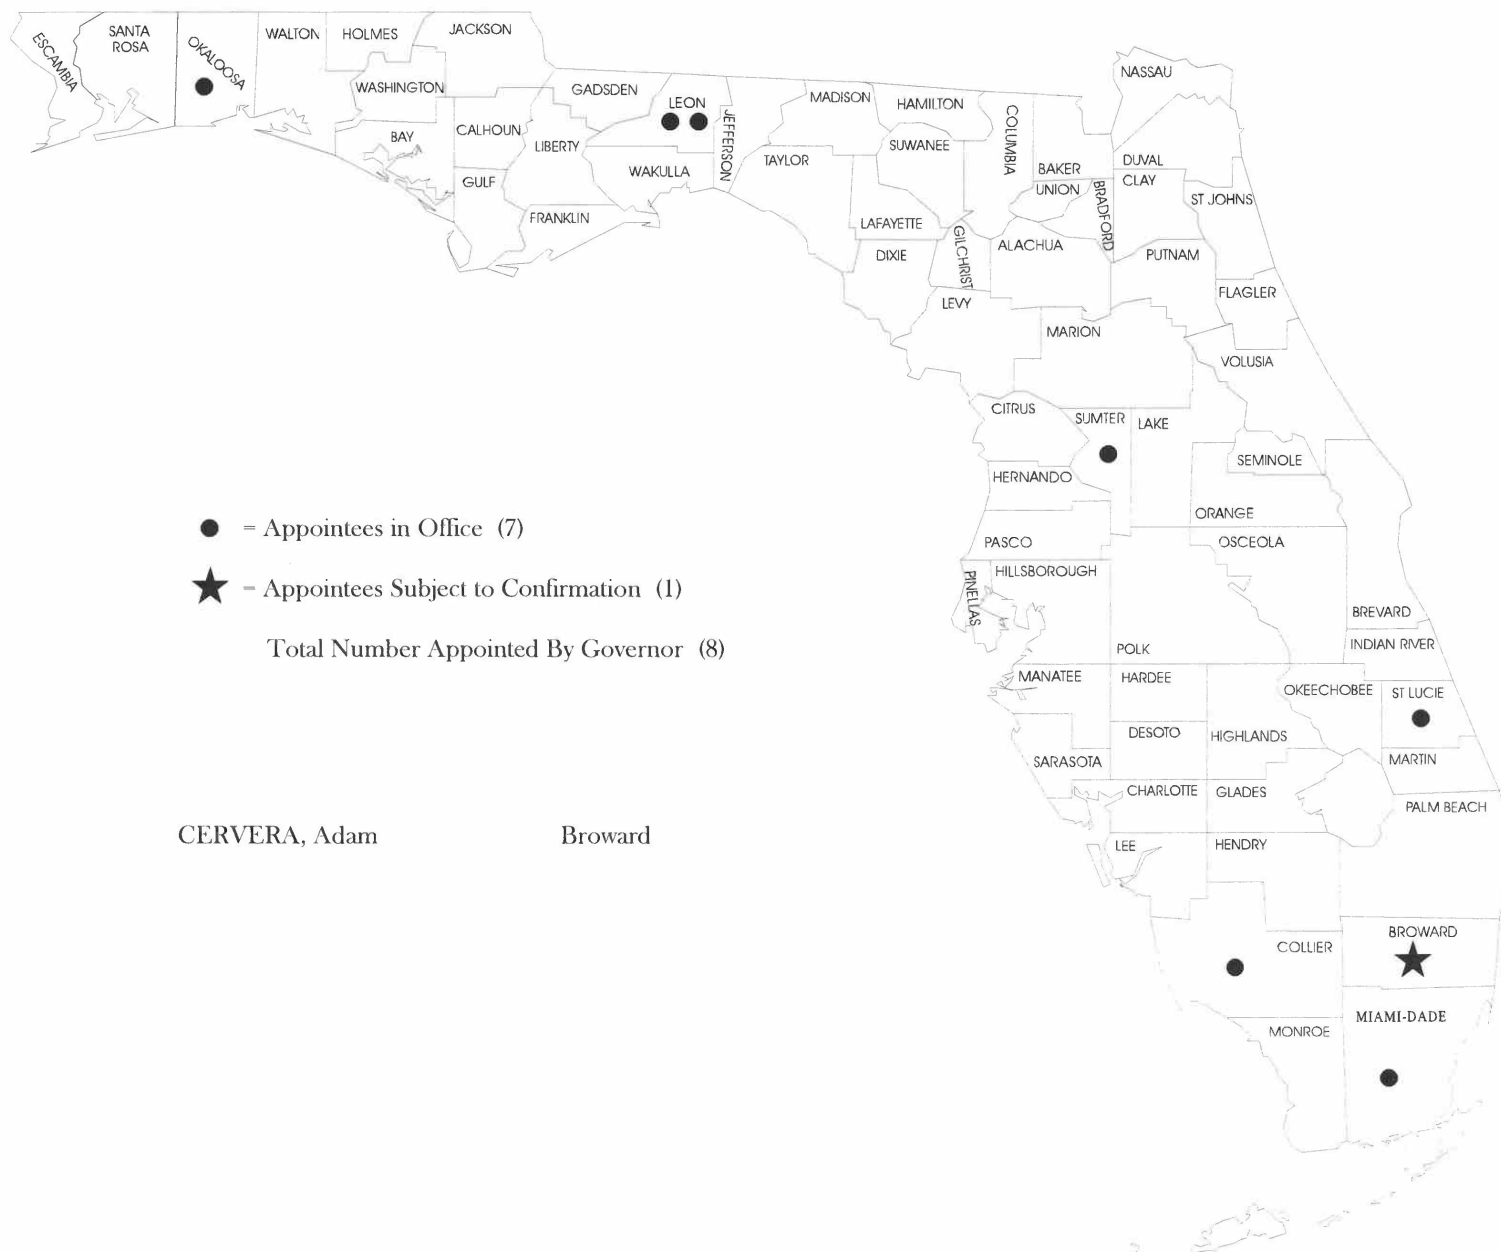 ESCAMBIA
SANTA
ROSA
OKALOOSA
WALTON
HOLMES
JACKSON
WASHINGTON
BAY
CALHOUN
GULF
GADSDEN
LIBERTY
FRANKLIN
LEON
WAKULLA
JEFFERSON
MADISON
TAYLOR
HAMILTON
SUWANEE
LAFAYETTE
DIXIE
COLUMBIA
GILCHRIST
NASSAU
BAKER
UNION
BRADFORD
DUVAL
CLAY
ST JOHNS
ALACHUA
PUTNAM
FLAGLER
LEVY
MARION
VOLUSIA
CITRUS
SUMTER
LAKE
SEMINOLE
HERNANDO
ORANGE
PASCO
OSCEOLA
PINELLAS
HILLSBOROUGH
BREVARD
POLK
INDIAN RIVER
MANATEE
HARDEE
OKEECHOBEE
ST LUCIE
DESOTO
HIGHLANDS
SARASOTA
MARTIN
CHARLOTTE
GLADES
PALM BEACH
LEE
HENDRY
COLLIER
BROWARD
MIAMI-DADE
MONROE
= Appointees in Office (7)
= Appointees Subject to Confirmation (1)
Total Number Appointed By Governor (8)
CERVERA, Adam Broward